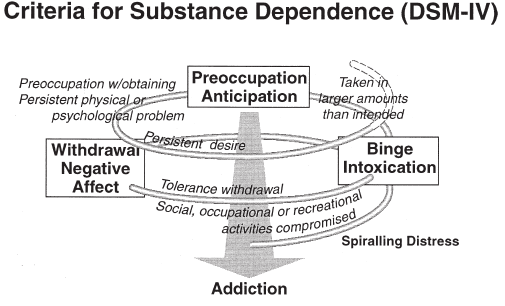 Criteria for Substance Dependence (DSM-IV)
Preoccupation w/obtaining
Persistent physical or
psychological problem
Preoccupation
Anticipation
Taken in
larger amounts
than intended
Persistent desire
Withdrawal
Negative
Affect
Binge
Intoxication
Tolerance withdrawal
Social, occupational or recreational
activities compromised
Spiralling Distress
Addiction